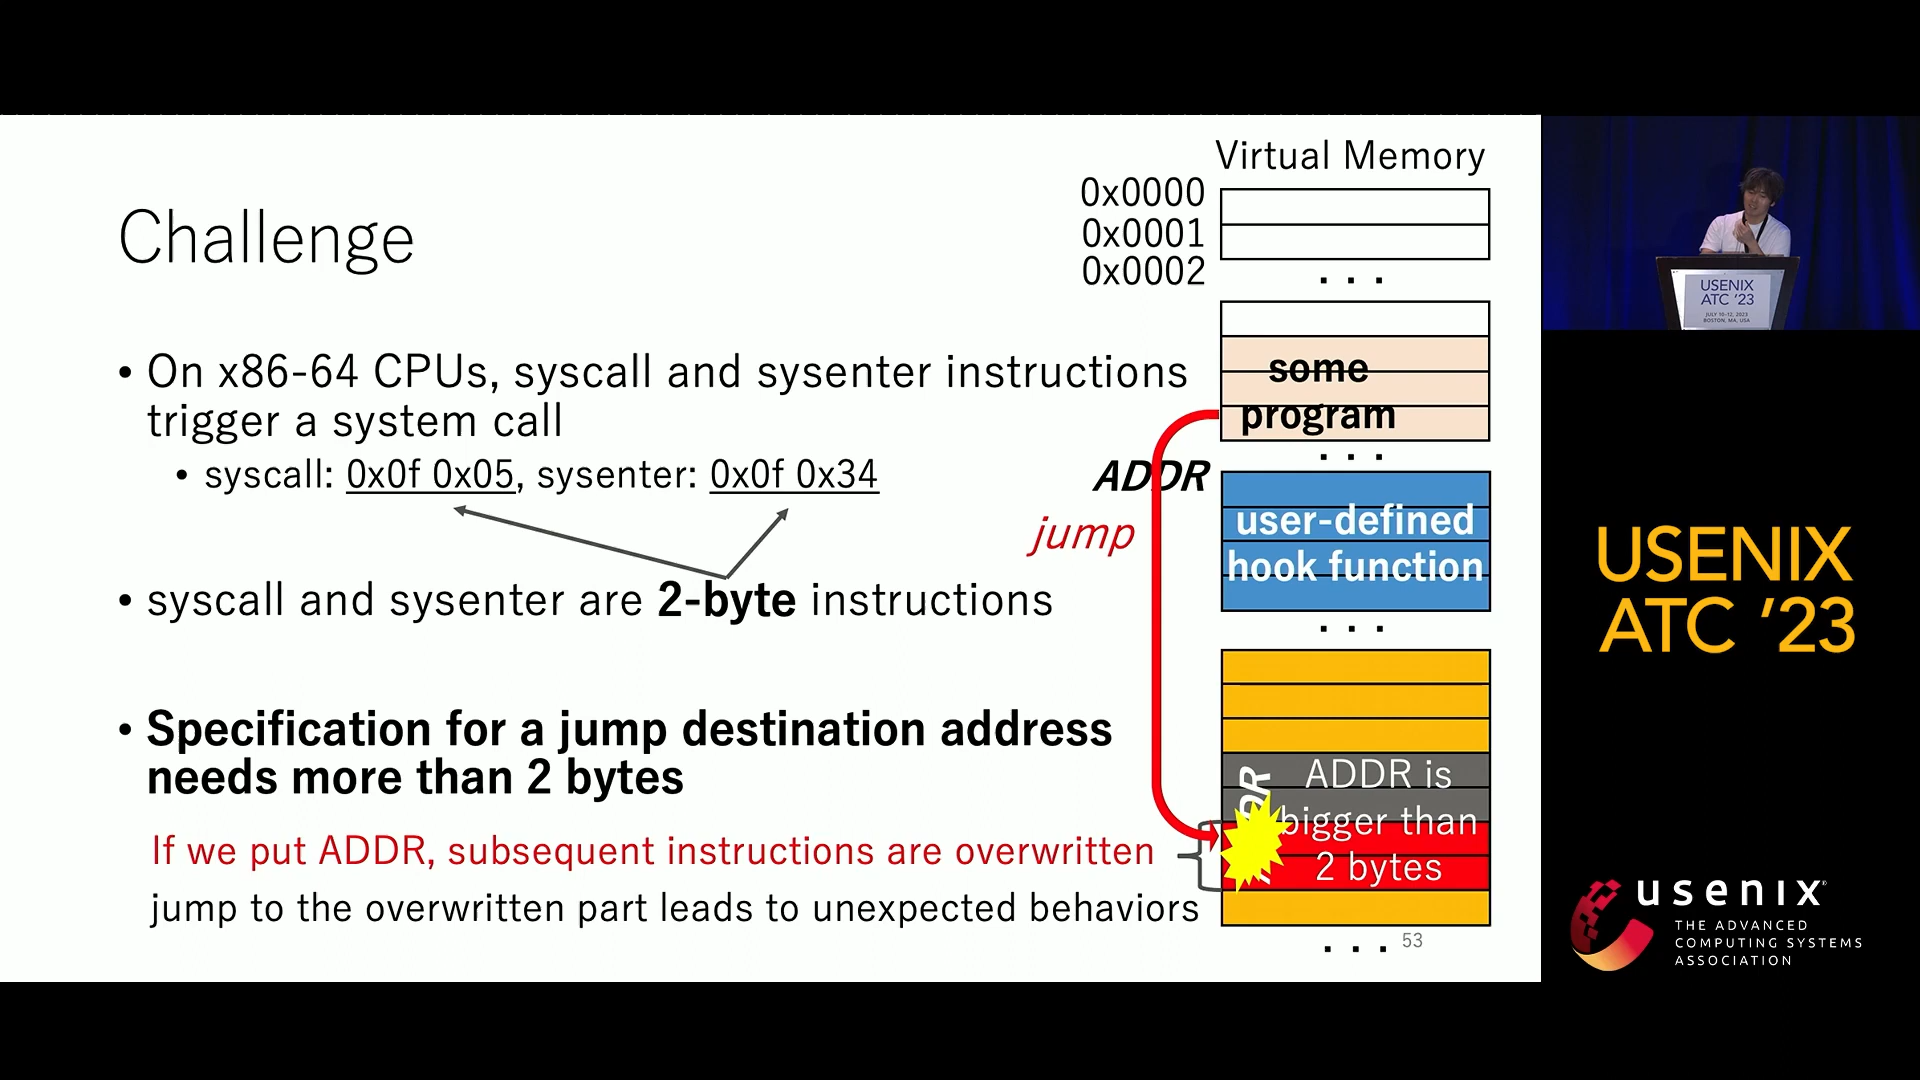 Challenge
• On x86-64 CPUs, syscall and sysenter instructions
trigger a system call
• syscall: 0x0f 0x05, sysenter: 0x0f 0x34
• syscall and sysenter are 2-byte instructions
• Specification for a jump destination address
needs more than 2 bytes
If we put ADDR, subsequent instructions are overwritten
jump to the overwritten part leads to unexpected behaviors
Virtual Memory
0x0000
0x0001
0x0002
. . .
some
program
. . .
ADDR
jump
user-defined
hook function
. . .
ADDR is
bigger than
2 bytes
. . .
53
USENIX
ATC '23
JULY 10–12, 2023
BOSTON, MA, USA
USENIX
ATC '23
usenix
THE ADVANCED
COMPUTING SYSTEMS
ASSOCIATION